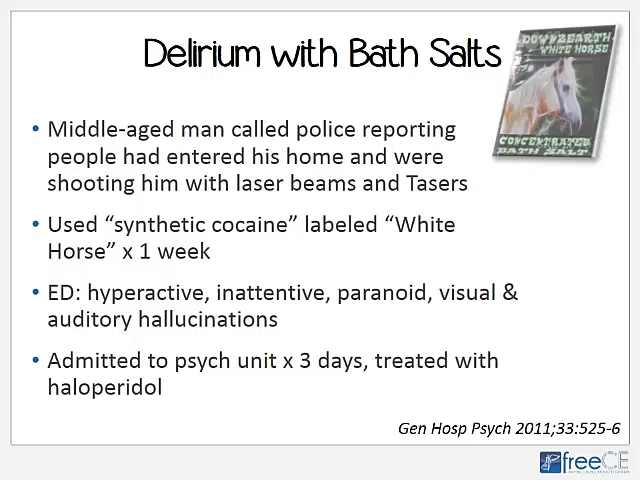 Delirium with Bath Salts
DOWN2EARTH
WHITE HORSE
CONCENTRATED
BATH SALT
• Middle-aged man called police reporting
people had entered his home and were
shooting him with laser beams and Tasers
• Used “synthetic cocaine” labeled “White
Horse” x 1 week
• ED: hyperactive, inattentive, paranoid, visual &
auditory hallucinations
• Admitted to psych unit x 3 days, treated with
haloperidol
Gen Hosp Psych 2011;33:525-6
freeCE